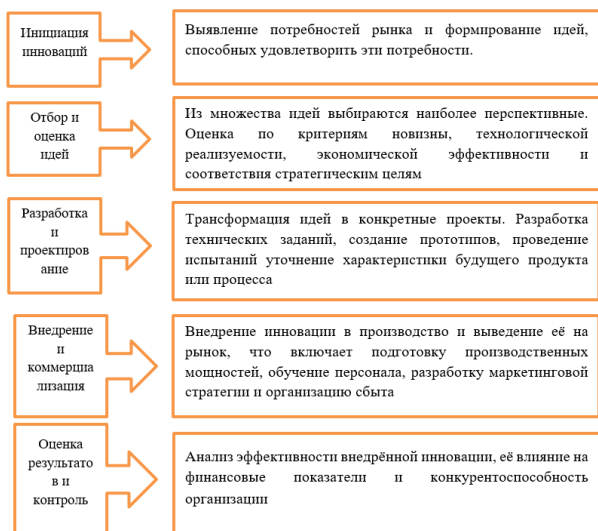 Инициация
инноваций
Выявление потребностей рынка и формирование идей,
способных удовлетворить эти потребности.
Отбор и
оценка
идей
Из множества идей выбираются наиболее перспективные.
Оценка по критериям новизны, технологической
реализуемости, экономической эффективности и
соответствия стратегическим целям
Разработка
и
проектиров
ание
Трансформация идей в конкретные проекты. Разработка
технических заданий, создание прототипов, проведение
испытаний уточнение характеристики будущего продукта
или процесса
Внедрение
и
коммерциа
лизация
Внедрение инновации в производство и выведение её на
рынок, что включает подготовку производственных
мощностей, обучение персонала, разработку маркетинговой
стратегии и организацию сбыта
Оценка
результато
в и
контроль
Анализ эффективности внедрённой инновации, её влияние на
финансовые показатели и конкурентоспособность
организации